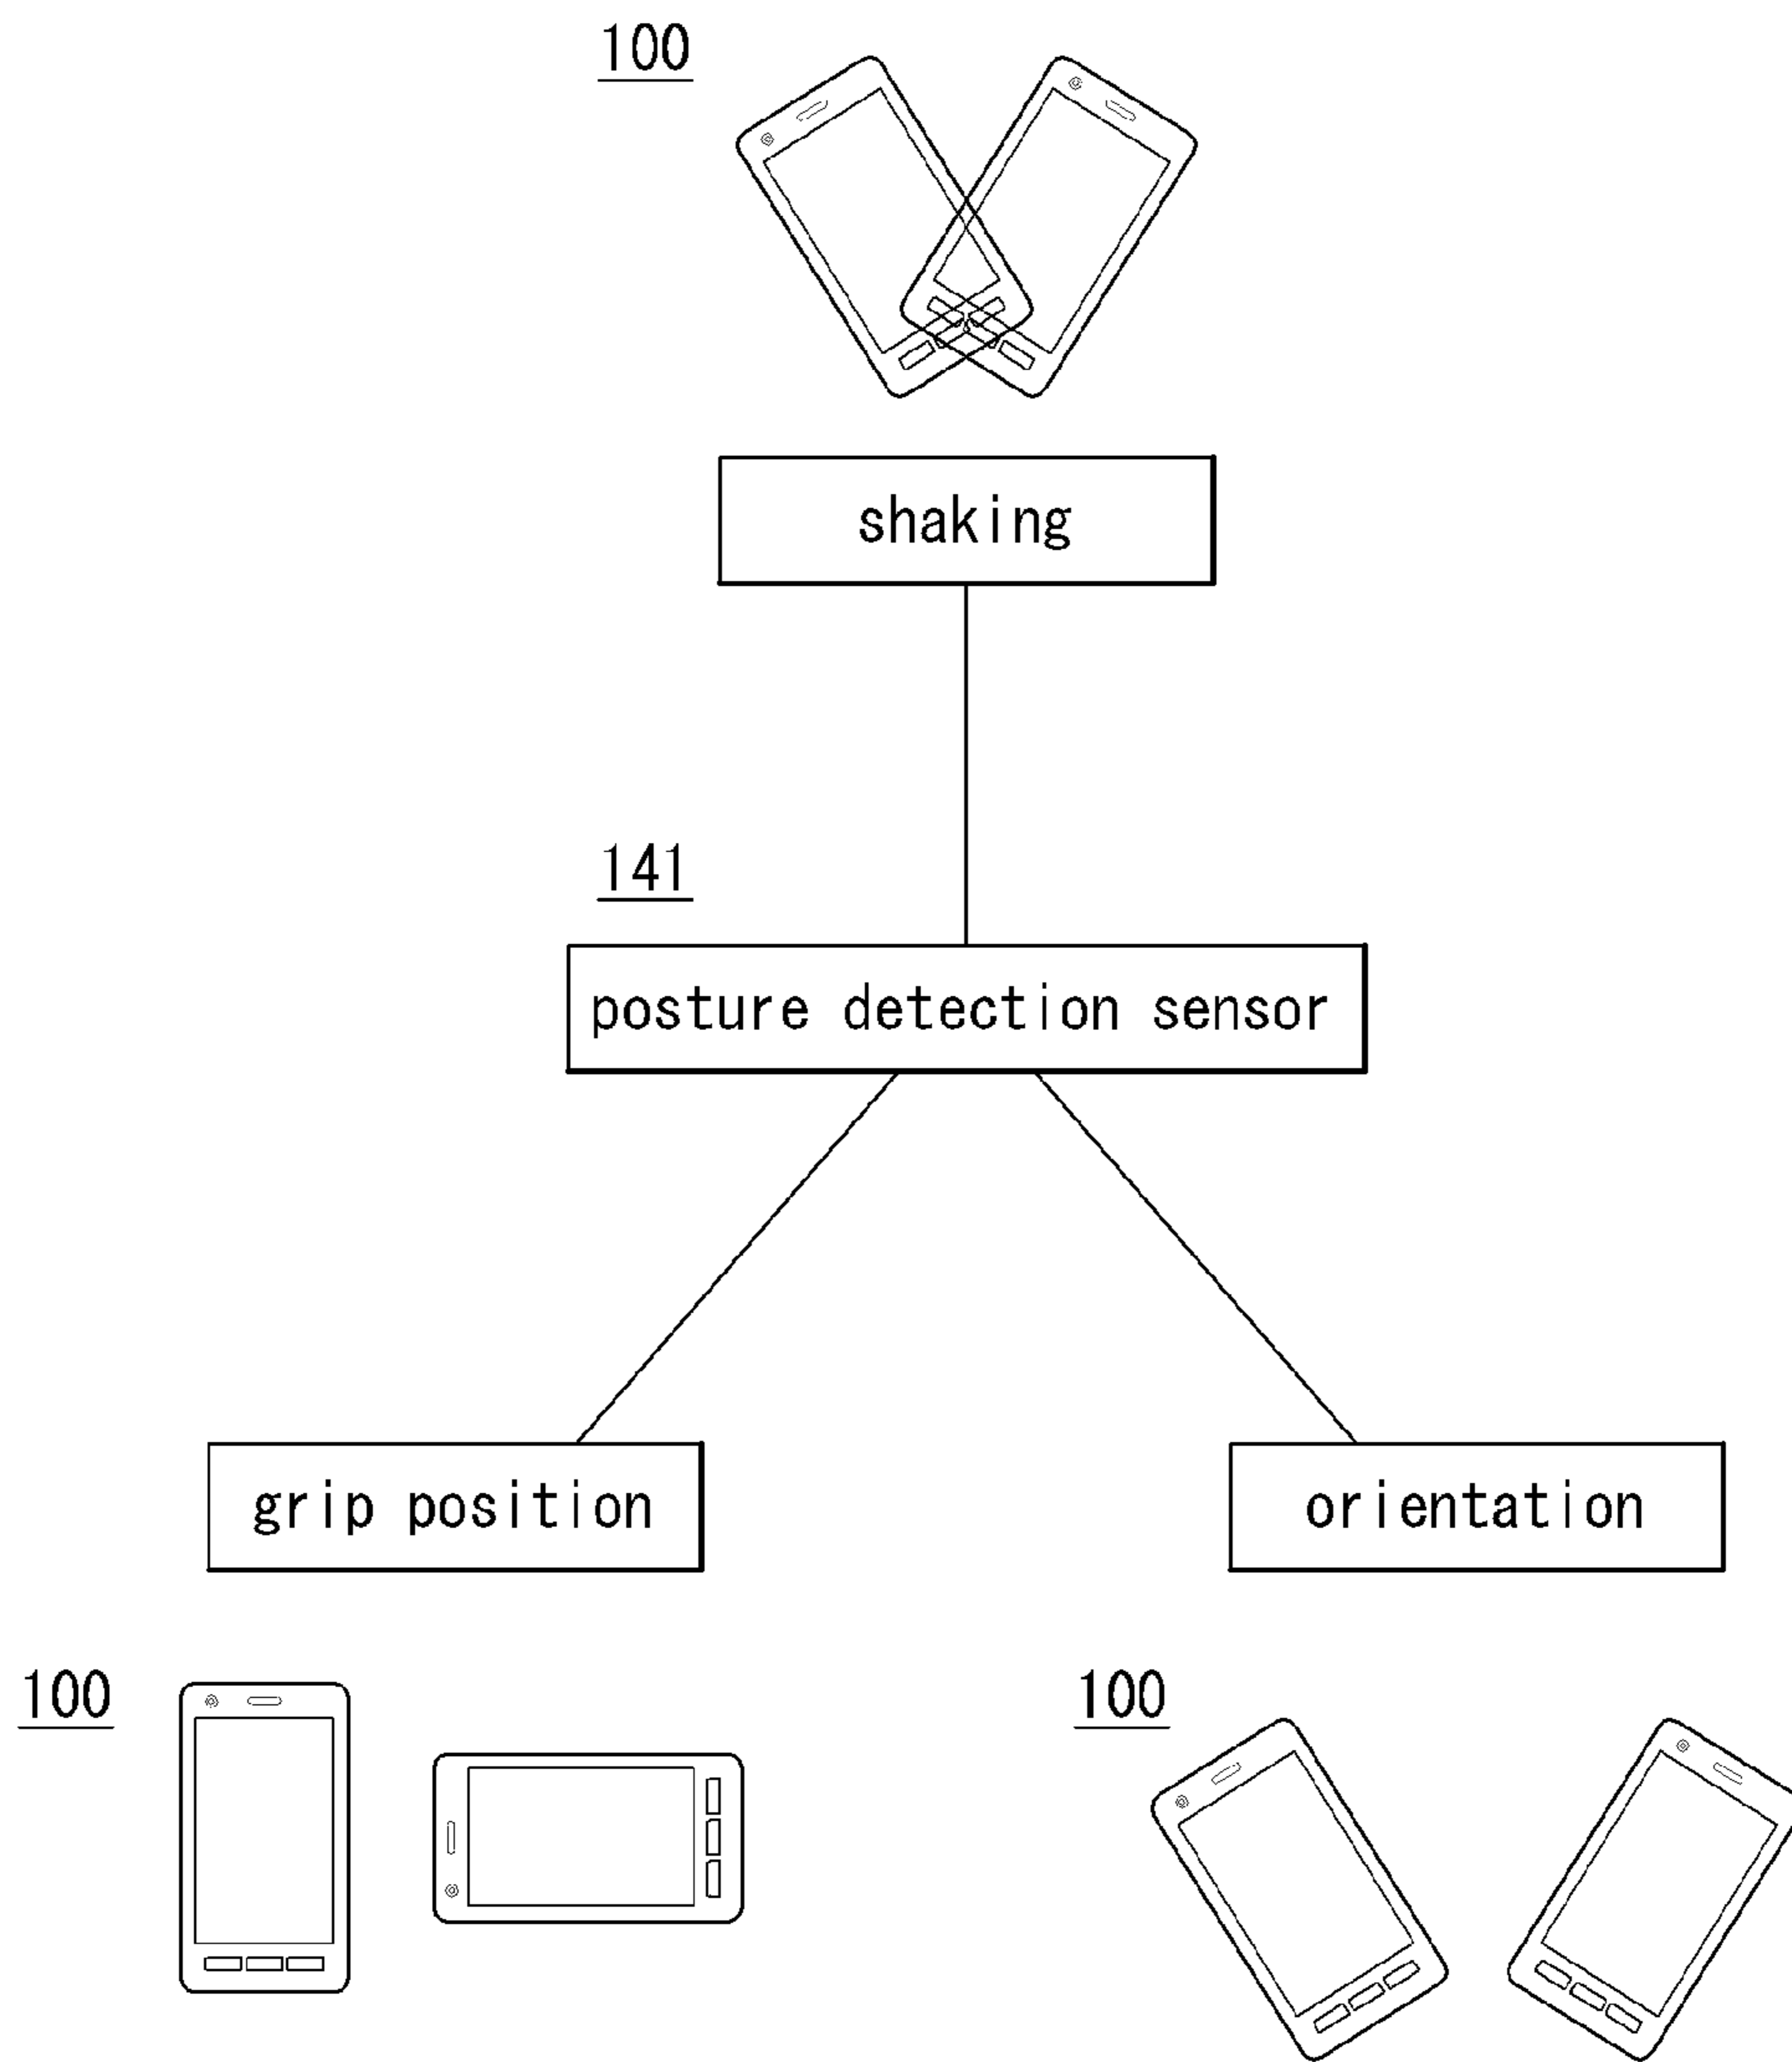 100
shaking
141
posture detection sensor
grip position
orientation
100
100